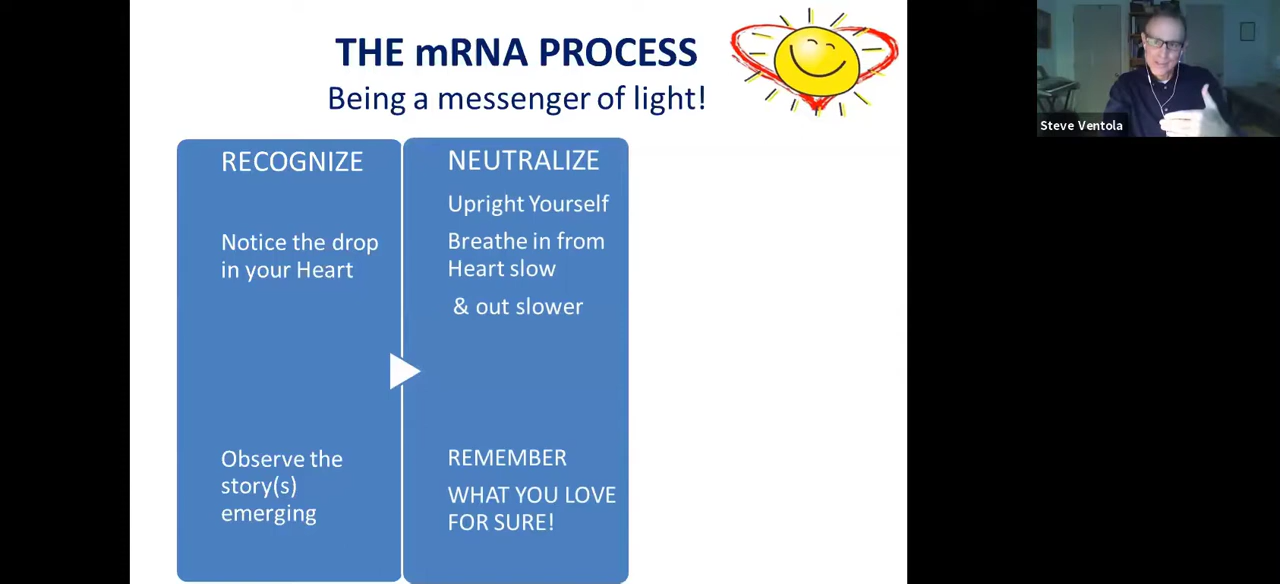 THE mRNA PROCESS
Being a messenger of light!
Steve Ventola
RECOGNIZE
Notice the drop
in your Heart
Observe the
story(s)
emerging
NEUTRALIZE
Upright Yourself
Breathe in from
Heart slow
& out slower
REMEMBER
WHAT YOU LOVE
FOR SURE!